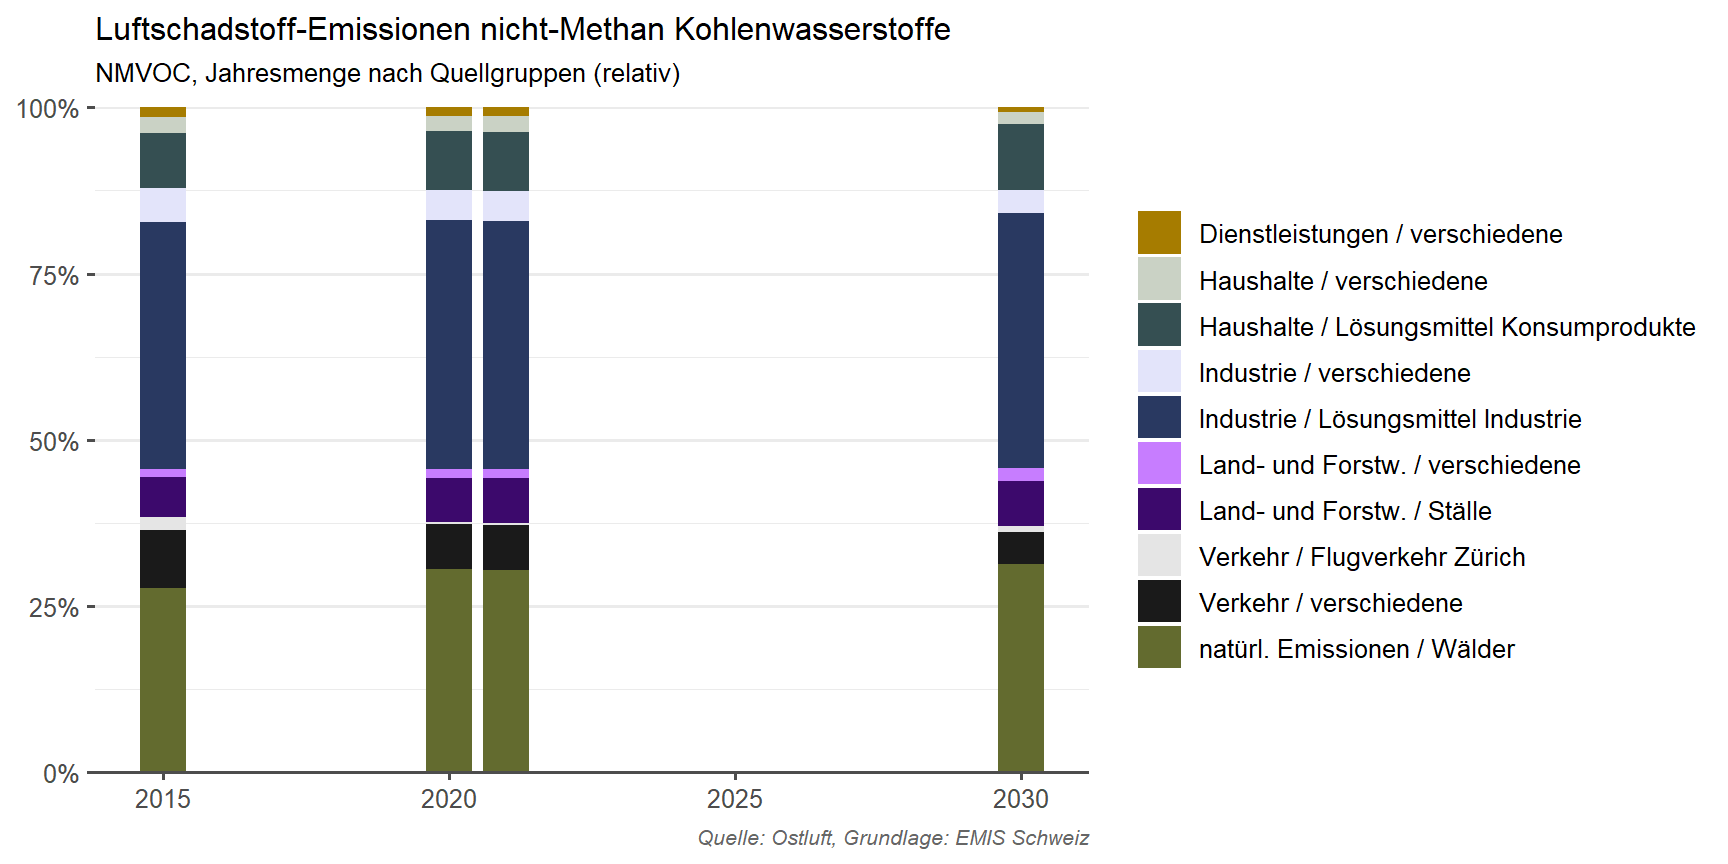 Luftschadstoff-Emissionen nicht-Methan Kohlenwasserstoffe
NMVOC, Jahresmenge nach Quellgruppen (relativ)
100%
75%
50%
25%
0%
2015
2020
2025
2030
Dienstleistungen / verschiedene
Haushalte / verschiedene
Haushalte / Lösungsmittel Konsumprodukte
Industrie / verschiedene
Industrie / Lösungsmittel Industrie
Land- und Forstw. / verschiedene
Land- und Forstw. / Ställe
Verkehr / Flugverkehr Zürich
Verkehr / verschiedene
natürl. Emissionen / Wälder
Quelle: Ostluft, Grundlage: EMIS Schweiz